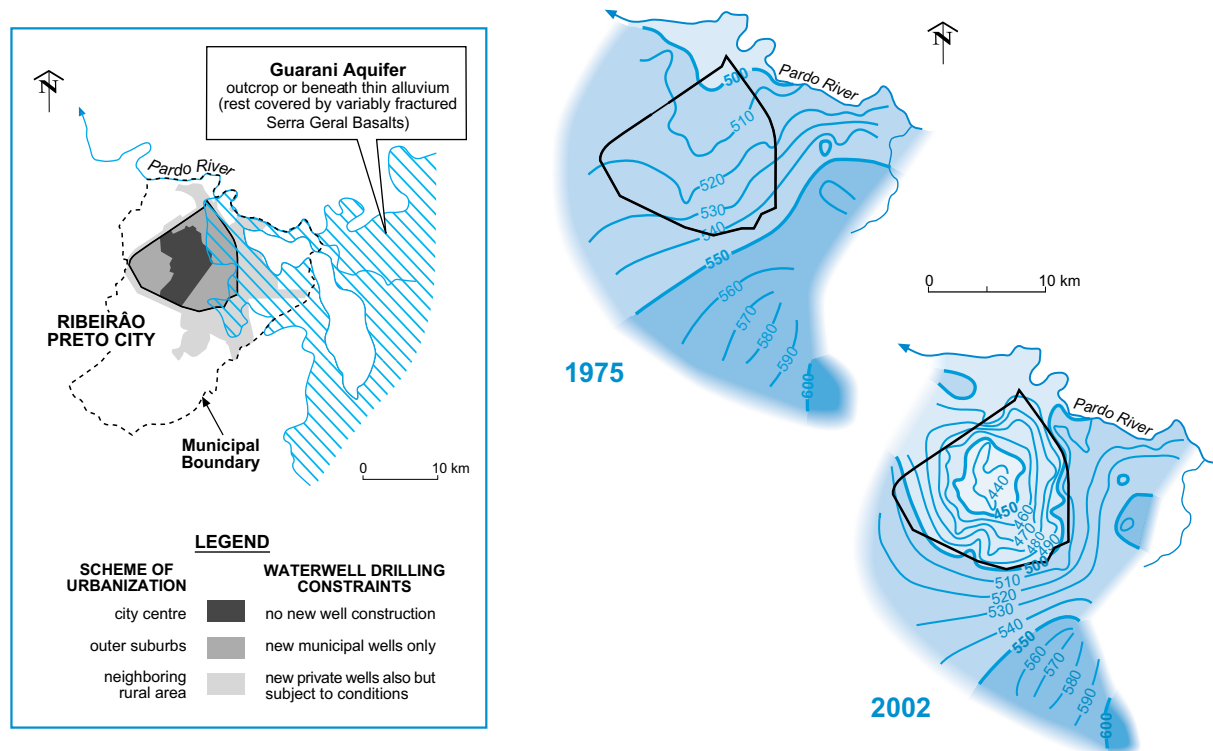 N
Guarani Aquifer
outcrop or beneath thin alluvium
(rest covered by variably fractured
Serra Geral Basalts)
Pardo River
RIBEIRÂO
PRETO CITY
Municipal
Boundary
0 10 km
LEGEND
SCHEME OF
URBANIZATION
WATERWELL DRILLING
CONSTRAINTS
city centre
no new well construction
outer suburbs
new municipal wells only
neighboring
rural area
new private wells also but
subject to conditions
N
Pardo River
500
510
520
530
540
550
560
570
580
590
600
1975
0 10 km
Pardo River
440
450
460
470
480
490
500
510
520
530
540
550
560
570
580
590
600
2002